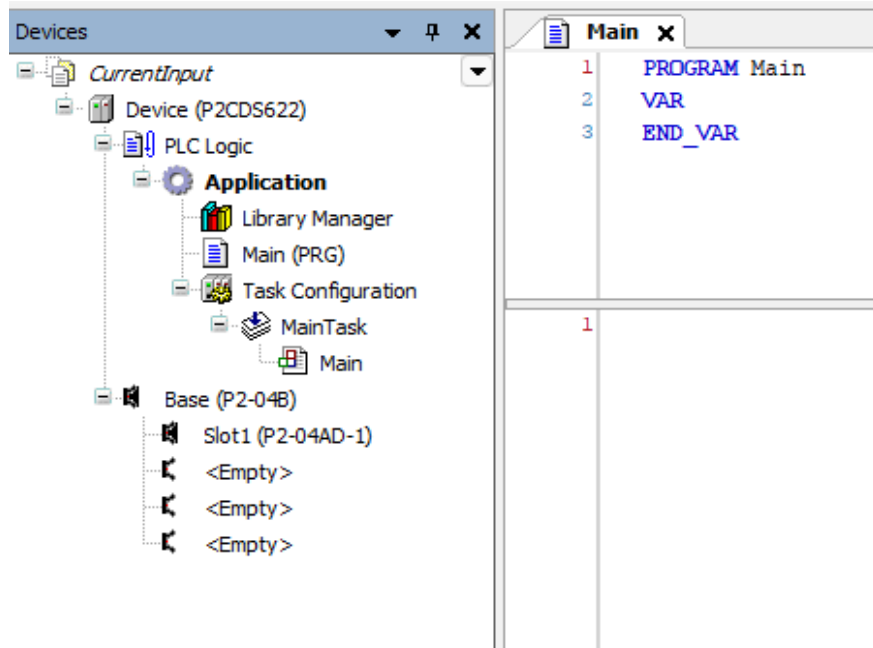 Devices
CurrentInput
Device (P2CDS622)
PLC Logic
Application
Library Manager
Main (PRG)
Task Configuration
MainTask
Main
Base (P2-04B)
Slot1 (P2-04AD-1)
<Empty>
<Empty>
<Empty>
Main
1 PROGRAM Main
2 VAR
3 END_VAR
1